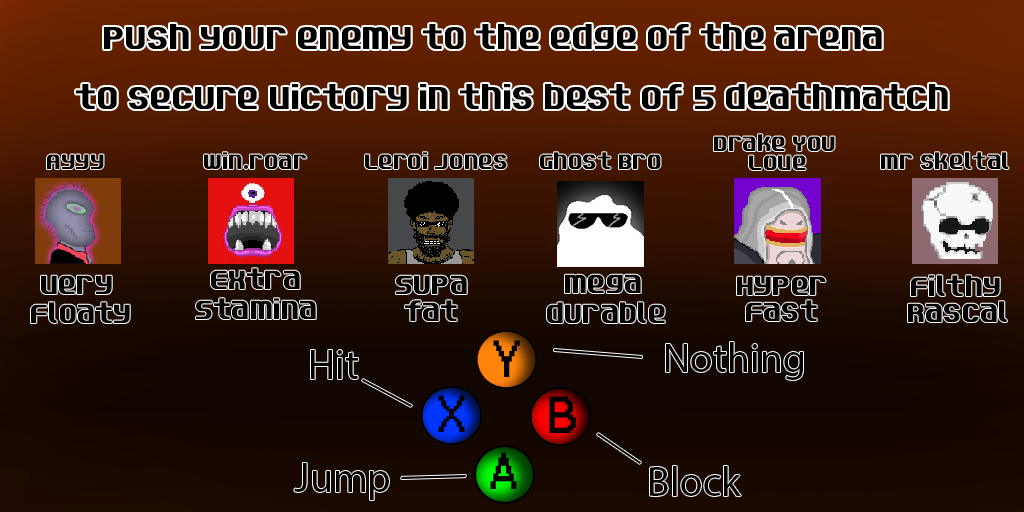 Push your enemy to the edge of the arena
to secure victory in this best of 5 deathmatch
Ayyy
Win.roar
Leroi Jones
Ghost Bro
Drake You
Love
Mr Skeltal
Very
Floaty
Extra
Stamina
Supa
fat
Mega
durable
Hyper
Fast
Filthy
Rascal
Hit
Y
Nothing
X
B
Jump
A
Block